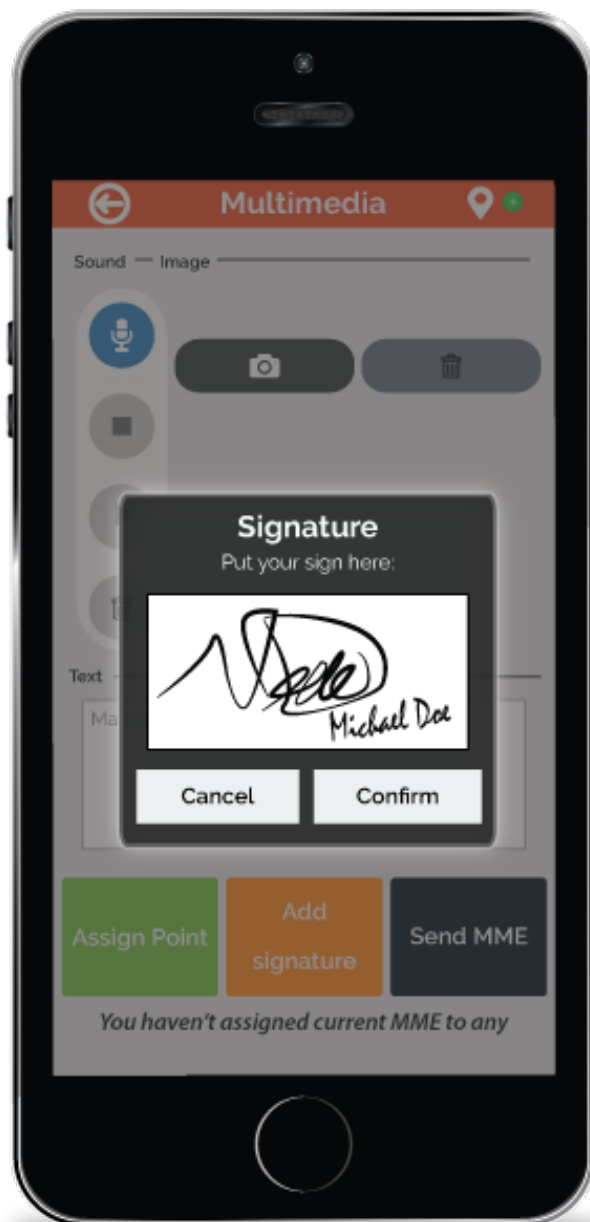 Multimedia
Sound
Image
Signature
Put your sign here:
Michael Doe
Cancel
Confirm
Text
Assign Point
Add
signature
Send MME
You haven't assigned current MME to any